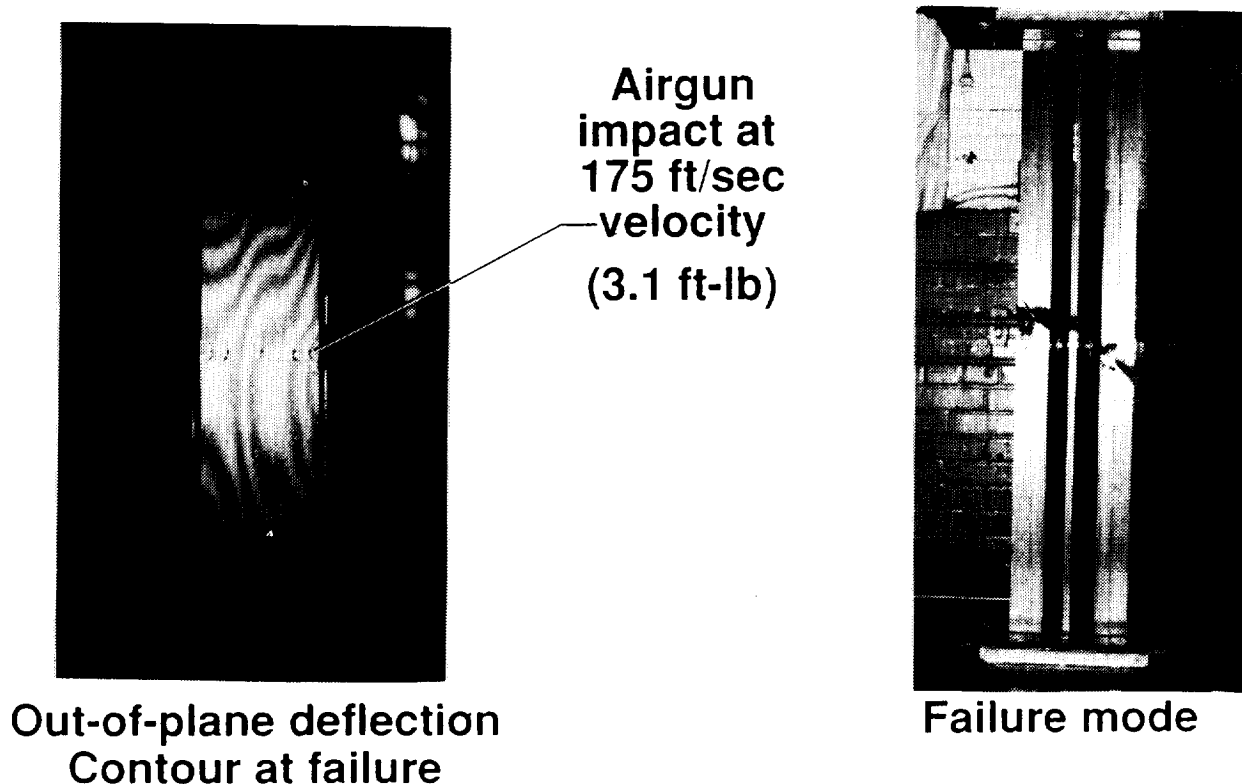 Airgun
impact at
175 ft/sec
velocity
(3.1 ft-lb)
Out-of-plane deflection
Contour at failure
Failure mode